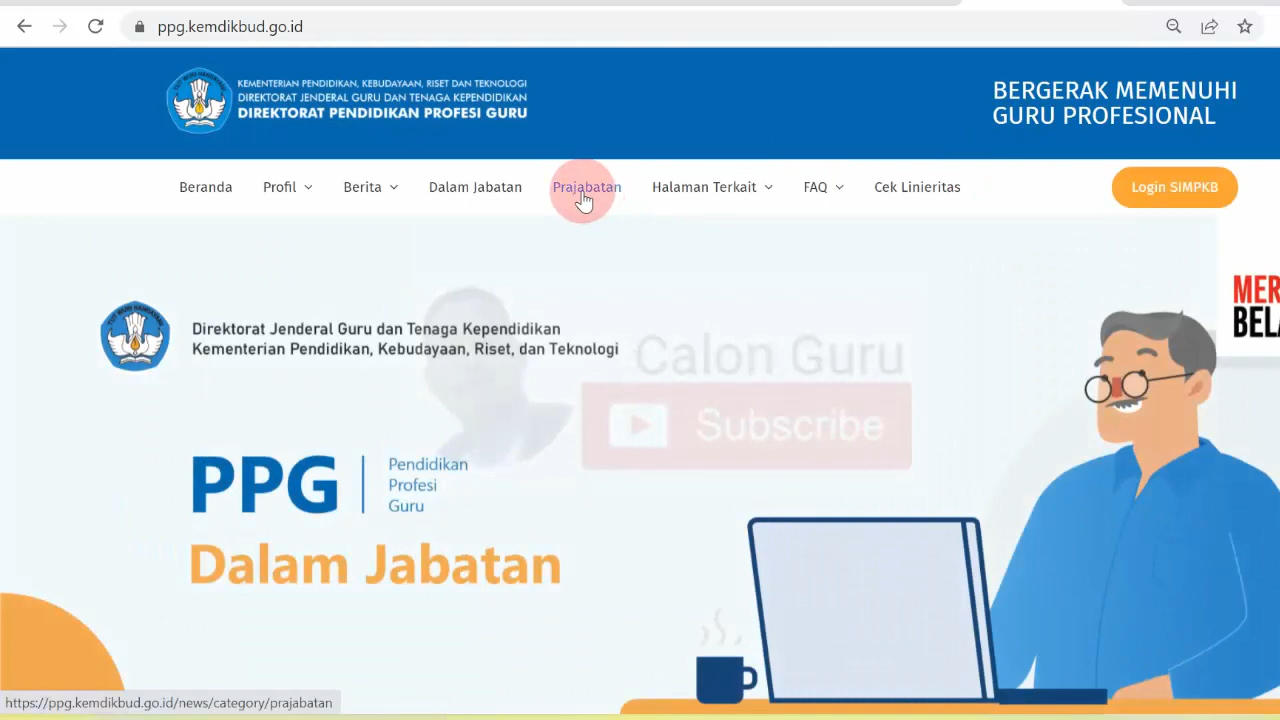 ppg.kemdikbud.go.id
KEMENTERIAN PENDIDIKAN, KEBUDAYAAN, RISET DAN TEKNOLOGI
DIREKTORAT JENDERAL GURU DAN TENAGA KEPENDIDIKAN
DIREKTORAT PENDIDIKAN PROFESI GURU
BERGERAK MEMENUHI
GURU PROFESIONAL
Beranda Profil Berita Dalam Jabatan Prajabatan Halaman Terkait FAQ Cek Linieritas Login SIMPKB
MER
BELA
Direktorat Jenderal Guru dan Tenaga Kependidikan
Kementerian Pendidikan, Kebudayaan, Riset, dan Teknologi
Calon Guru
Subscribe
PPG
Pendidikan
Profesi
Guru
Dalam Jabatan
https://ppg.kemdikbud.go.id/news/category/prajabatan